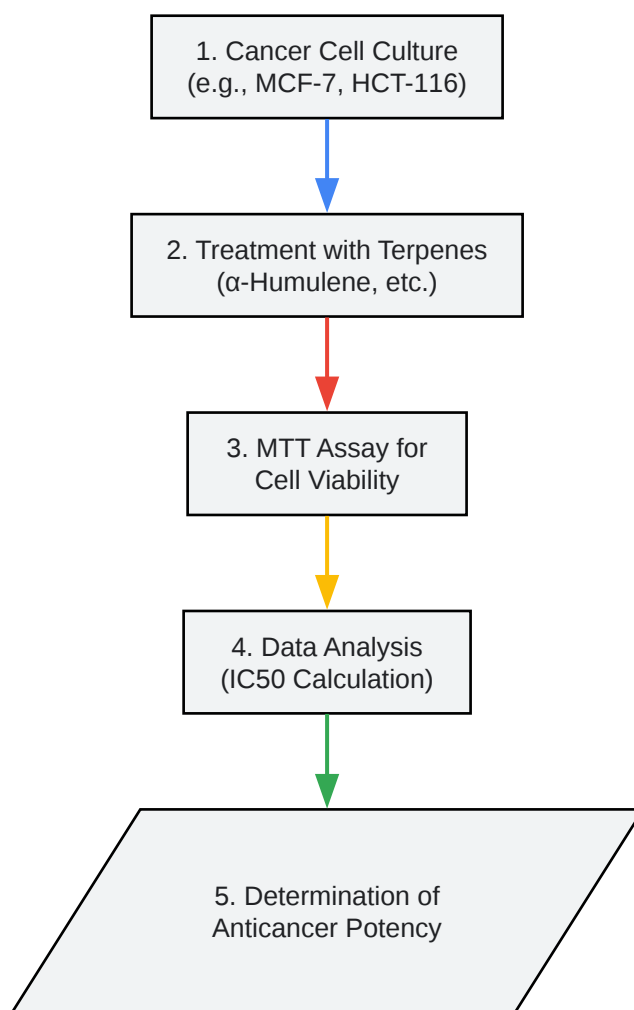 1. Cancer Cell Culture
(e.g., MCF-7, HCT-116)
2. Treatment with Terpenes
(α-Humulene, etc.)
3. MTT Assay for
Cell Viability
4. Data Analysis
(IC50 Calculation)
5. Determination of
Anticancer Potency